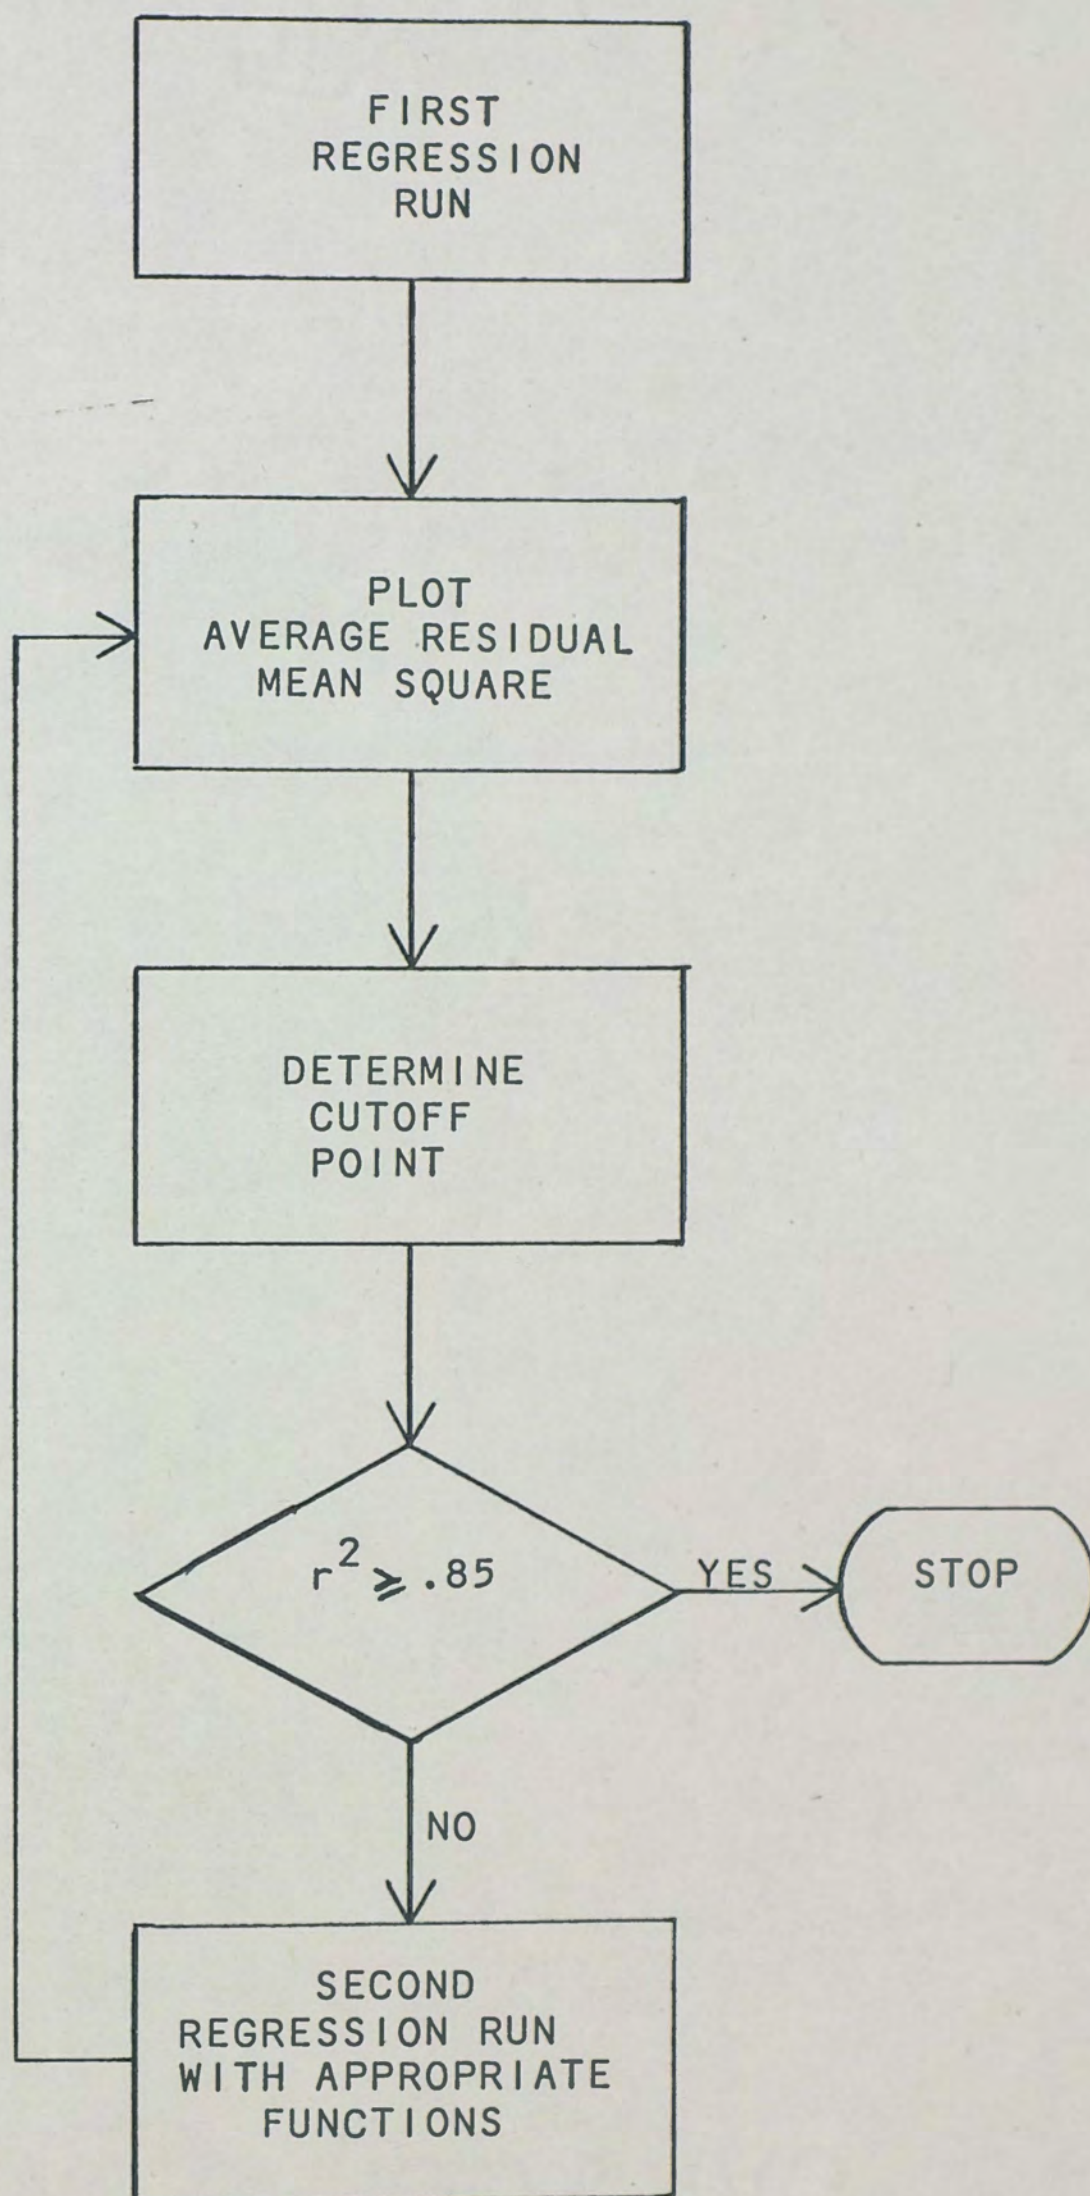 FIRST
REGRESSION
RUN
PLOT
AVERAGE RESIDUAL
MEAN SQUARE
DETERMINE
CUTOFF
POINT
r² ⩾ .85
YES
STOP
NO
SECOND
REGRESSION RUN
WITH APPROPRIATE
FUNCTIONS